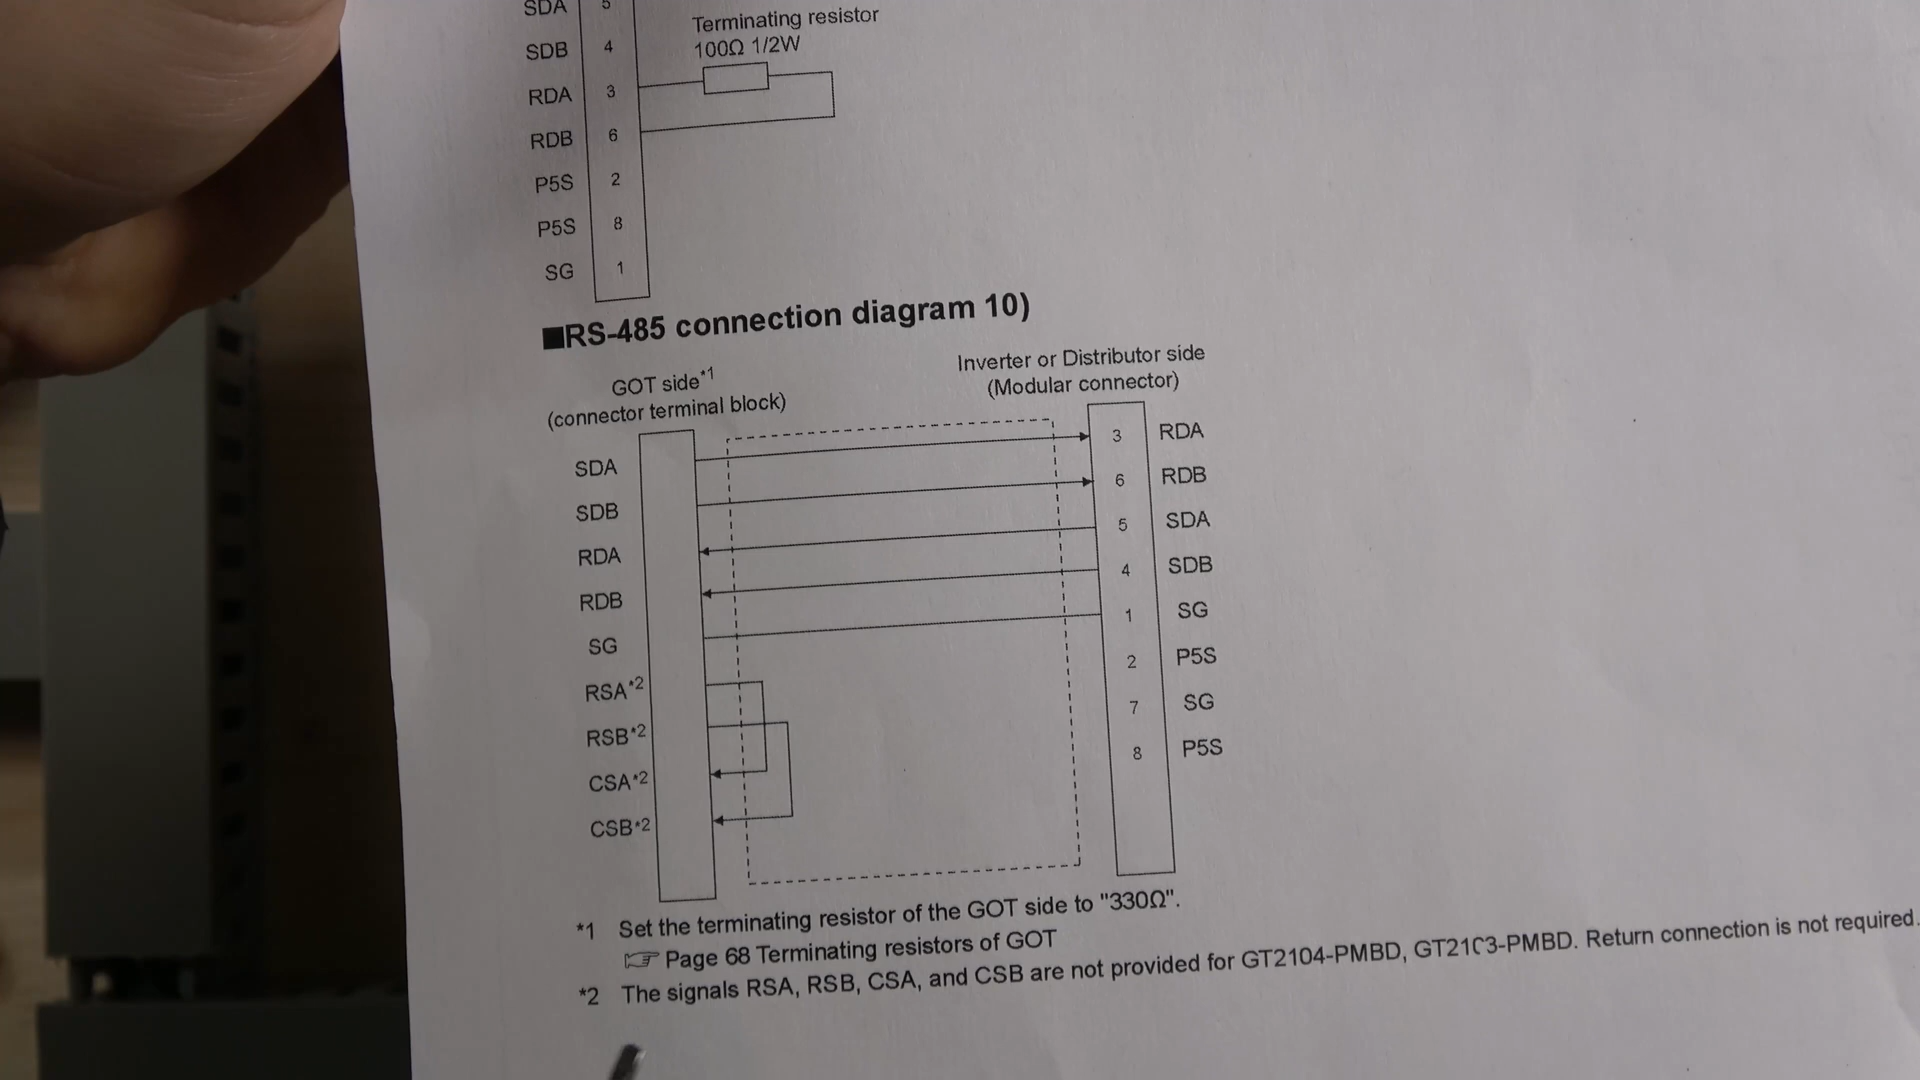 SDA 5
Terminating resistor
SDB 4 100Ω 1/2W
RDA 3
RDB 6
P5S 2
P5S 8
SG 1
■RS-485 connection diagram 10)
GOT side*1
(connector terminal block)
Inverter or Distributor side
(Modular connector)
SDA 3 RDA
SDB 6 RDB
RDA 5 SDA
RDB 4 SDB
SG 1 SG
RSA*2 2 P5S
RSB*2 7 SG
CSA*2 8 P5S
CSB*2
*1 Set the terminating resistor of the GOT side to "330Ω".
☞ Page 68 Terminating resistors of GOT
*2 The signals RSA, RSB, CSA, and CSB are not provided for GT2104-PMBD, GT2103-PMBD. Return connection is not required.